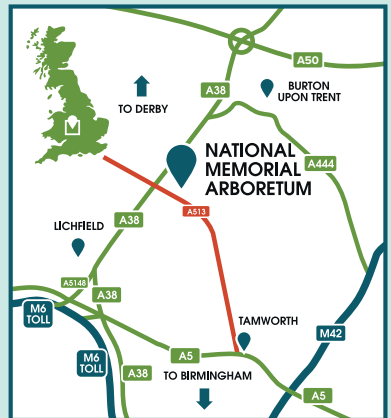 A50
A38
BURTON
UPON TRENT
TO DERBY
NATIONAL
MEMORIAL
ARBORETUM
A444
A513
A38
LICHFIELD
A5148
A38
M6
TOLL
TAMWORTH
M42
M6
TOLL
A5
A38
TO BIRMINGHAM
A5